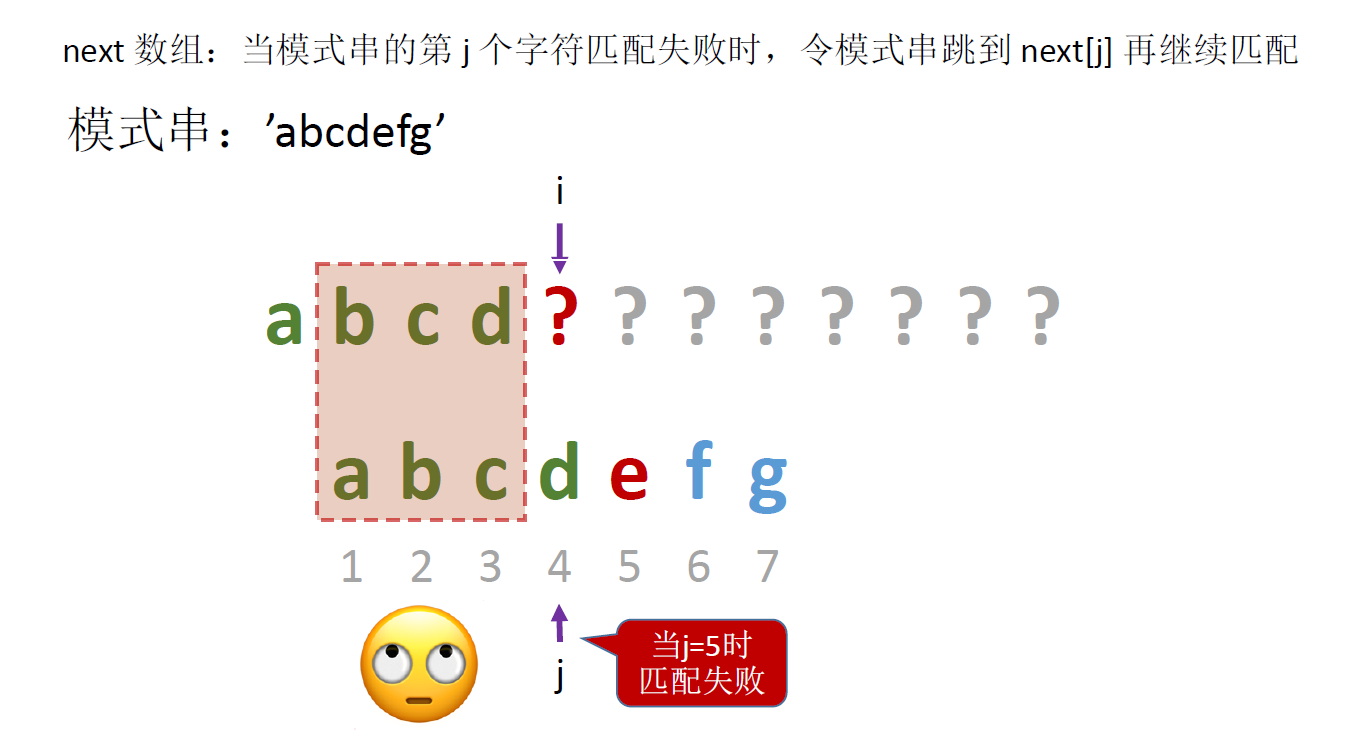 next 数组：当模式串的第 j 个字符匹配失败时，令模式串跳到 next[j] 再继续匹配
模式串：’abcdefg’
i
a b c d ? ? ? ? ? ? ? ?
a b c d e f g
1 2 3 4 5 6 7
j
当j=5时
匹配失败